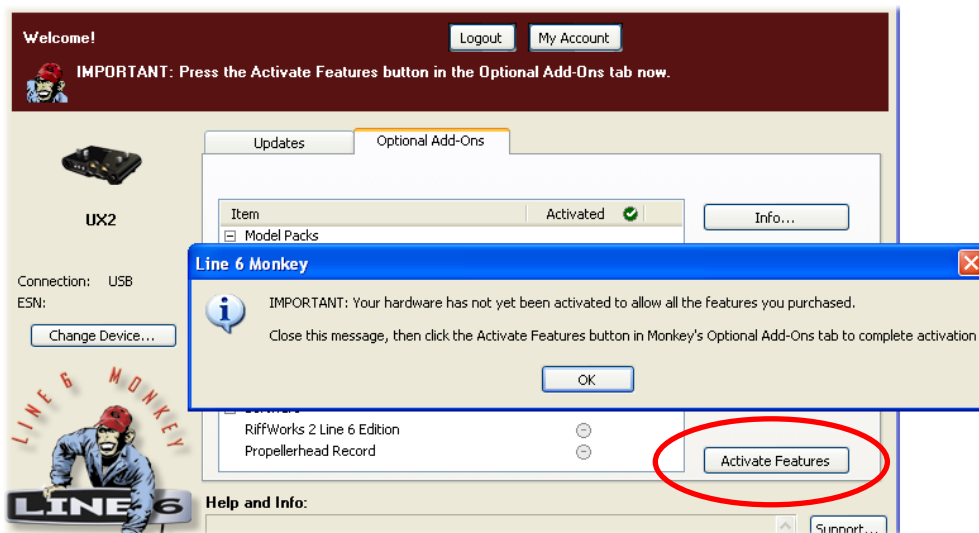 Welcome!
Logout
My Account
IMPORTANT: Press the Activate Features button in the Optional Add-Ons tab now.
Updates
Optional Add-Ons
UX2
Item
Activated
Info...
Model Packs
Line 6 Monkey
Connection: USB
ESN:
IMPORTANT: Your hardware has not yet been activated to allow all the features you purchased.
Close this message, then click the Activate Features button in Monkey's Optional Add-Ons tab to complete activation
Change Device...
OK
LINE 6 MONKEY
RiffWorks 2 Line 6 Edition
Propellerhead Record
Activate Features
LINE 6
Help and Info:
Support...